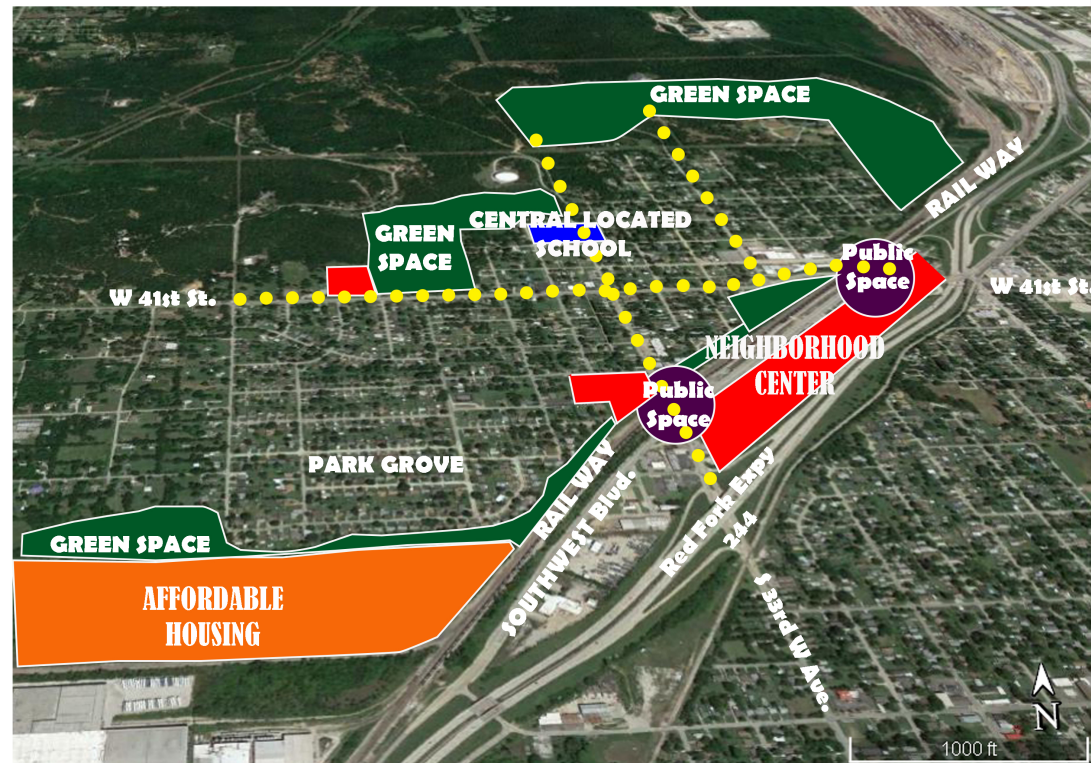 GREEN SPACE
RAIL WAY
CENTRAL LOCATED
SCHOOL
GREEN
SPACE
Public
Space
W 41st St.
W 41st St.
NEIGHBORHOOD
CENTER
Public
Space
PARK GROVE
RAIL WAY
SOUTHWEST Blvd.
Red Fork Expy
244
GREEN SPACE
AFFORDABLE
HOUSING
S 33rd W Ave.
N
1000 ft